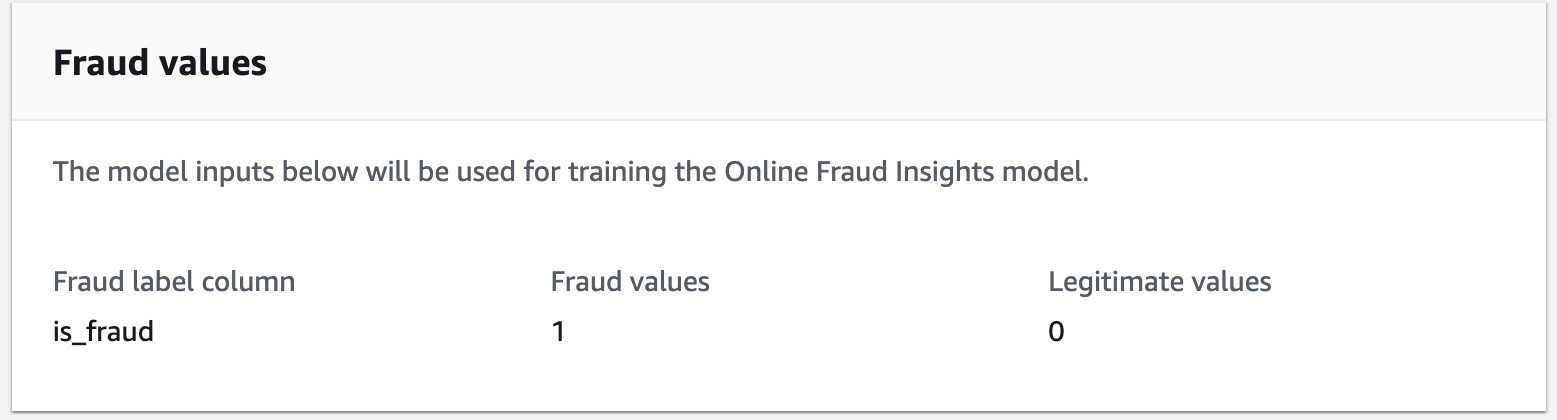 Fraud values
The model inputs below will be used for training the Online Fraud Insights model.
Fraud label column
is_fraud
Fraud values
1
Legitimate values
0